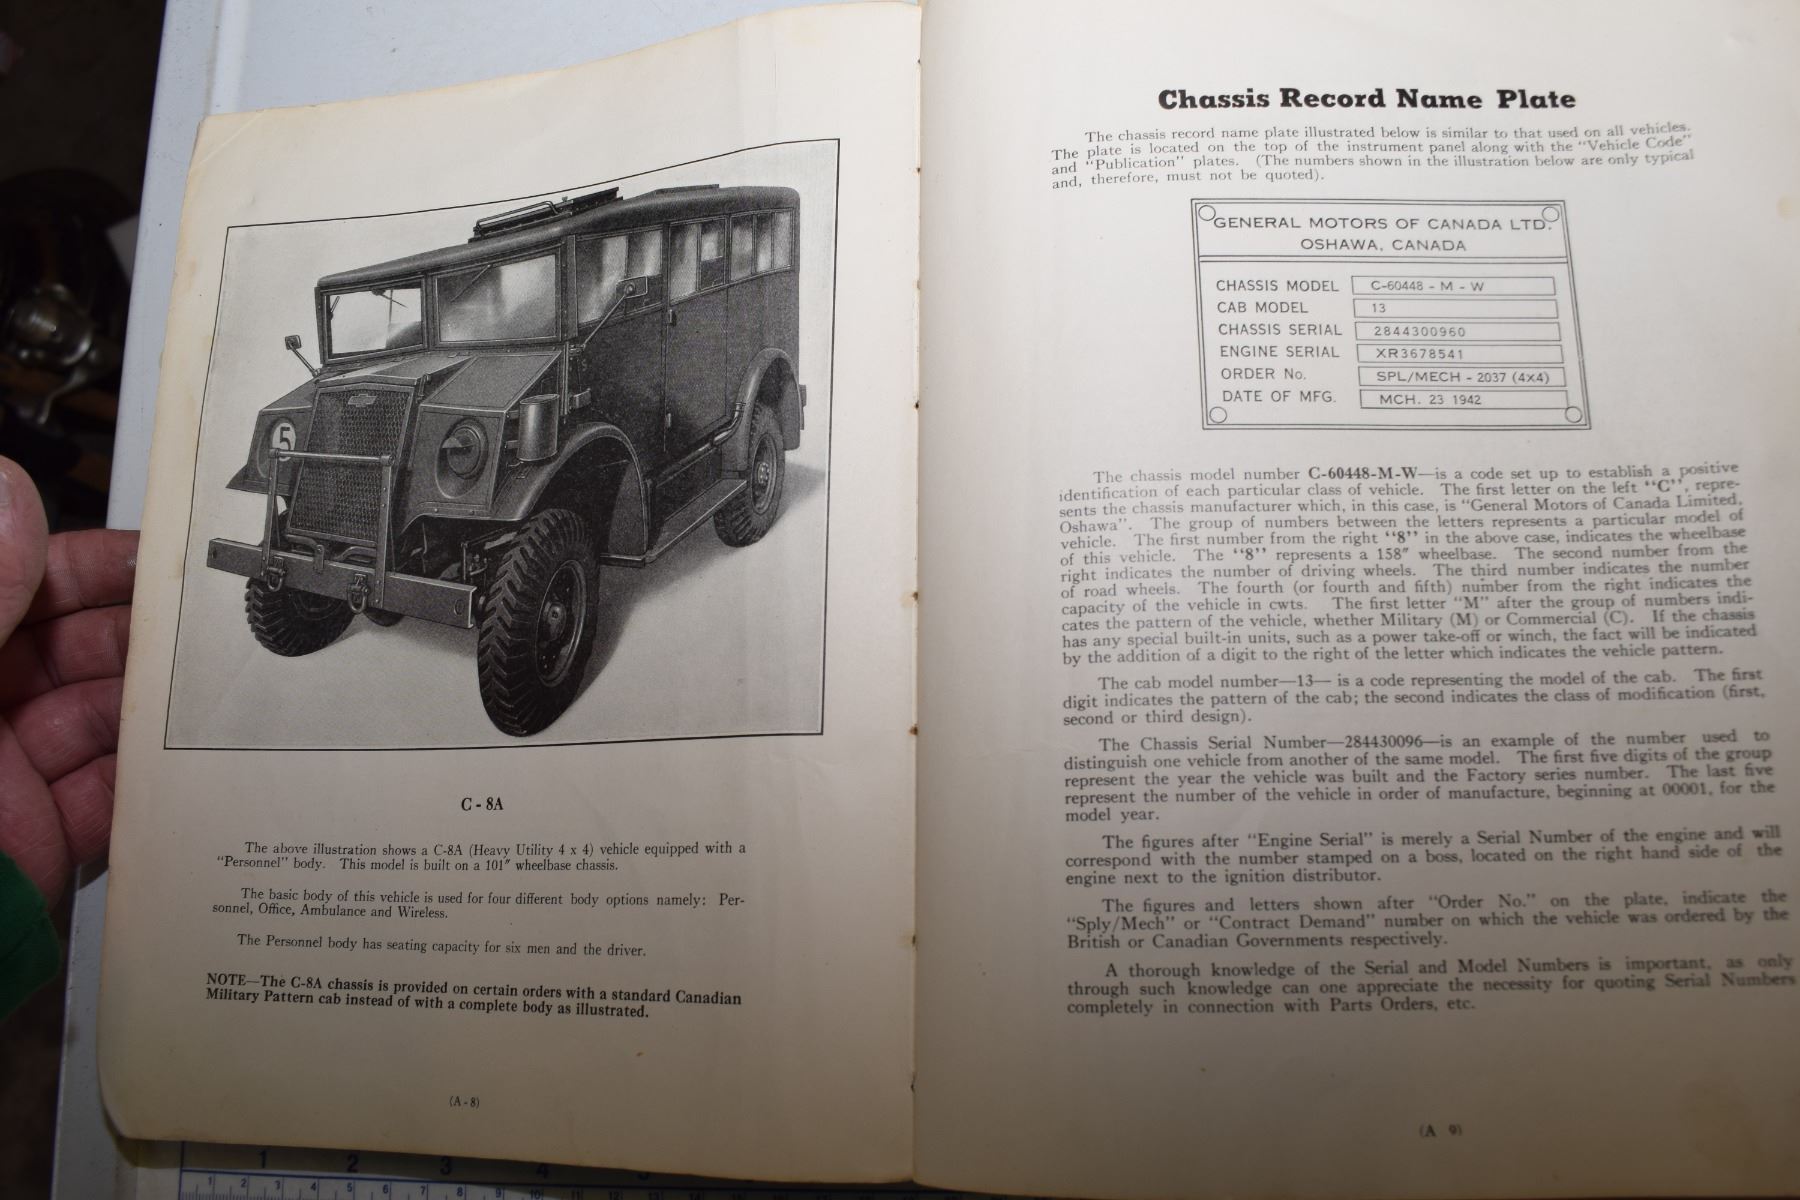 5
C - 8A
The above illustration shows a C-8A (Heavy Utility 4 x 4) vehicle equipped with a
"Personnel" body. This model is built on a 101" wheelbase chassis.
The basic body of this vehicle is used for four different body options namely: Per-
sonnel, Office, Ambulance and Wireless.
The Personnel body has seating capacity for six men and the driver.
NOTE—The C-8A chassis is provided on certain orders with a standard Canadian
Military Pattern cab instead of with a complete body as illustrated.
(A - 8)
Chassis Record Name Plate
The chassis record name plate illustrated below is similar to that used on all vehicles.
The plate is located on the top of the instrument panel along with the "Vehicle Code"
and "Publication" plates. (The numbers shown in the illustration below are only typical
and, therefore, must not be quoted).
GENERAL MOTORS OF CANADA LTD.
OSHAWA, CANADA
CHASSIS MODEL C-60448 - M - W
CAB MODEL 13
CHASSIS SERIAL 2844300960
ENGINE SERIAL XR3678541
ORDER No. SPL/MECH - 2037 (4x4)
DATE OF MFG. MCH. 23 1942
The chassis model number C-60448-M-W—is a code set up to establish a positive
identification of each particular class of vehicle. The first letter on the left "C", repre-
sents the chassis manufacturer which, in this case, is "General Motors of Canada Limited,
Oshawa". The group of numbers between the letters represents a particular model of
vehicle. The first number from the right "8" in the above case, indicates the wheelbase
of this vehicle. The "8" represents a 158" wheelbase. The second number from the
right indicates the number of driving wheels. The third number indicates the number
of road wheels. The fourth (or fourth and fifth) number from the right indicates the
capacity of the vehicle in cwts. The first letter "M" after the group of numbers indi-
cates the pattern of the vehicle, whether Military (M) or Commercial (C). If the chassis
has any special built-in units, such as a power take-off or winch, the fact will be indicated
by the addition of a digit to the right of the letter which indicates the vehicle pattern.
The cab model number—13— is a code representing the model of the cab. The first
digit indicates the pattern of the cab; the second indicates the class of modification (first,
second or third design).
The Chassis Serial Number—284430096—is an example of the number used to
distinguish one vehicle from another of the same model. The first five digits of the group
represent the year the vehicle was built and the Factory series number. The last five
represent the number of the vehicle in order of manufacture, beginning at 00001, for the
model year.
The figures after "Engine Serial" is merely a Serial Number of the engine and will
correspond with the number stamped on a boss, located on the right hand side of the
engine next to the ignition distributor.
The figures and letters shown after "Order No." on the plate, indicate the
"Sply/Mech" or "Contract Demand" number on which the vehicle was ordered by the
British or Canadian Governments respectively.
A thorough knowledge of the Serial and Model Numbers is important, as only
through such knowledge can one appreciate the necessity for quoting Serial Numbers
completely in connection with Parts Orders, etc.
(A 9)
1 2 3 4
1 2 3 4 5 6 7 8 9 10 11 12 13 14